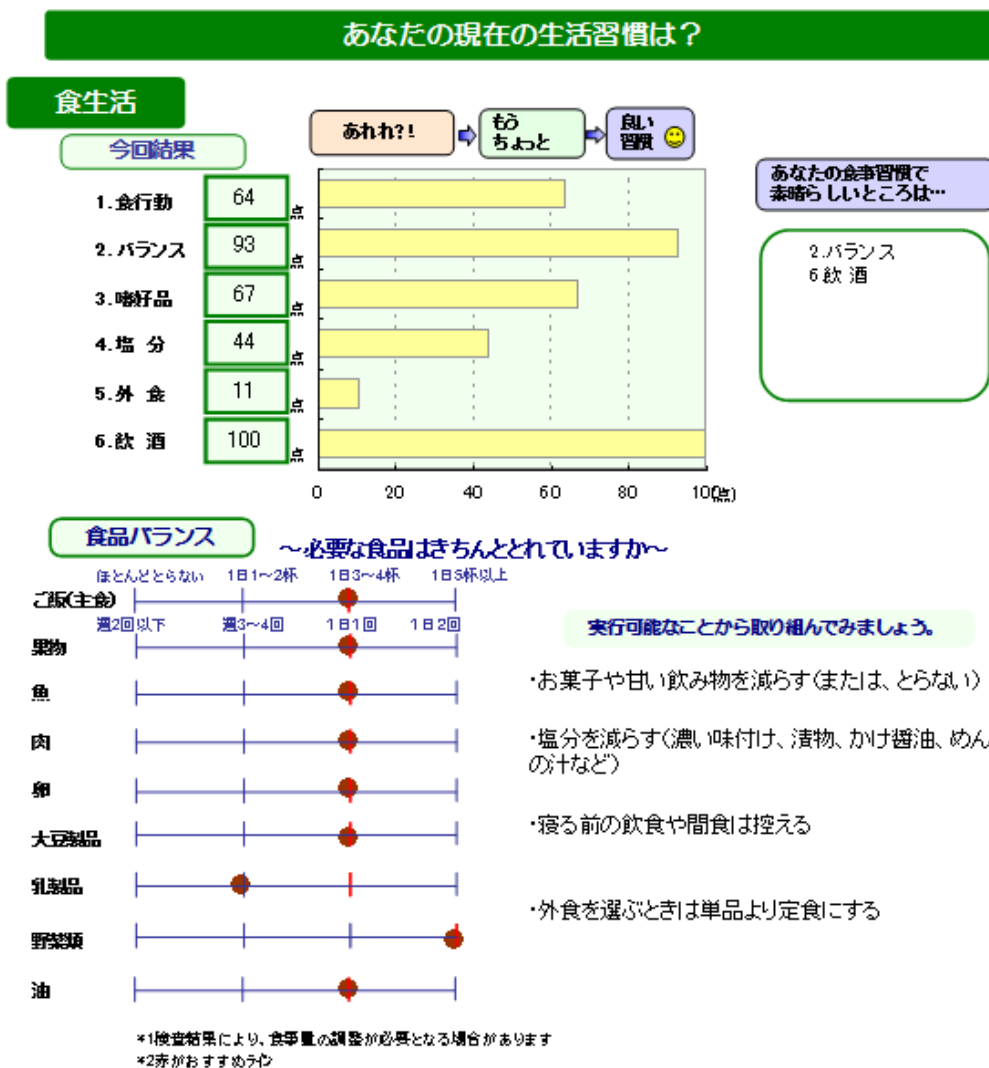 あなたの現在の生活習慣は？
食生活
今回結果
あれれ?!
もう
ちょっと
良い
習慣
1.食行動
64
点
2.バランス
93
点
3.嗜好品
67
点
4.塩 分
44
点
5.外 食
11
点
6.飲 酒
100
点
0 20 40 60 80 100(点)
あなたの食事習慣で
素晴らしいところは…
2.バランス
6.飲 酒
食品バランス
～必要な食品はきちんととれていますか～
ほとんどとらない 1日1～2杯 1日3～4杯 1日5杯以上
ご飯(主食)
週2回以下 週3～4回 1日1回 1日2回
果物
魚
肉
卵
大豆製品
乳製品
野菜類
油
*1検査結果により、食事量の調整が必要となる場合があります
*2赤がおすすめライン
実行可能なことから取り組んでみましょう。
・お菓子や甘い飲み物を減らす(または、とらない)
・塩分を減らす(濃い味付け、漬物、かけ醤油、めん
の汁など)
・寝る前の飲食や間食は控える
・外食を選ぶときは単品より定食にする